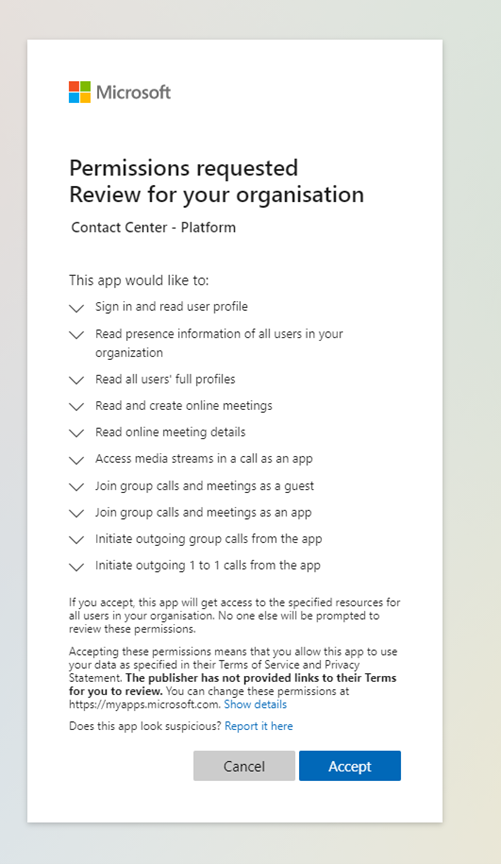 Microsoft
Permissions requested
Review for your organisation
Contact Center - Platform
This app would like to:
Sign in and read user profile
Read presence information of all users in your
organization
Read all users' full profiles
Read and create online meetings
Read online meeting details
Access media streams in a call as an app
Join group calls and meetings as a guest
Join group calls and meetings as an app
Initiate outgoing group calls from the app
Initiate outgoing 1 to 1 calls from the app
If you accept, this app will get access to the specified resources for
all users in your organisation. No one else will be prompted to
review these permissions.
Accepting these permissions means that you allow this app to use
your data as specified in their Terms of Service and Privacy
Statement. The publisher has not provided links to their Terms
for you to review. You can change these permissions at
https://myapps.microsoft.com. Show details
Does this app look suspicious? Report it here
Cancel Accept